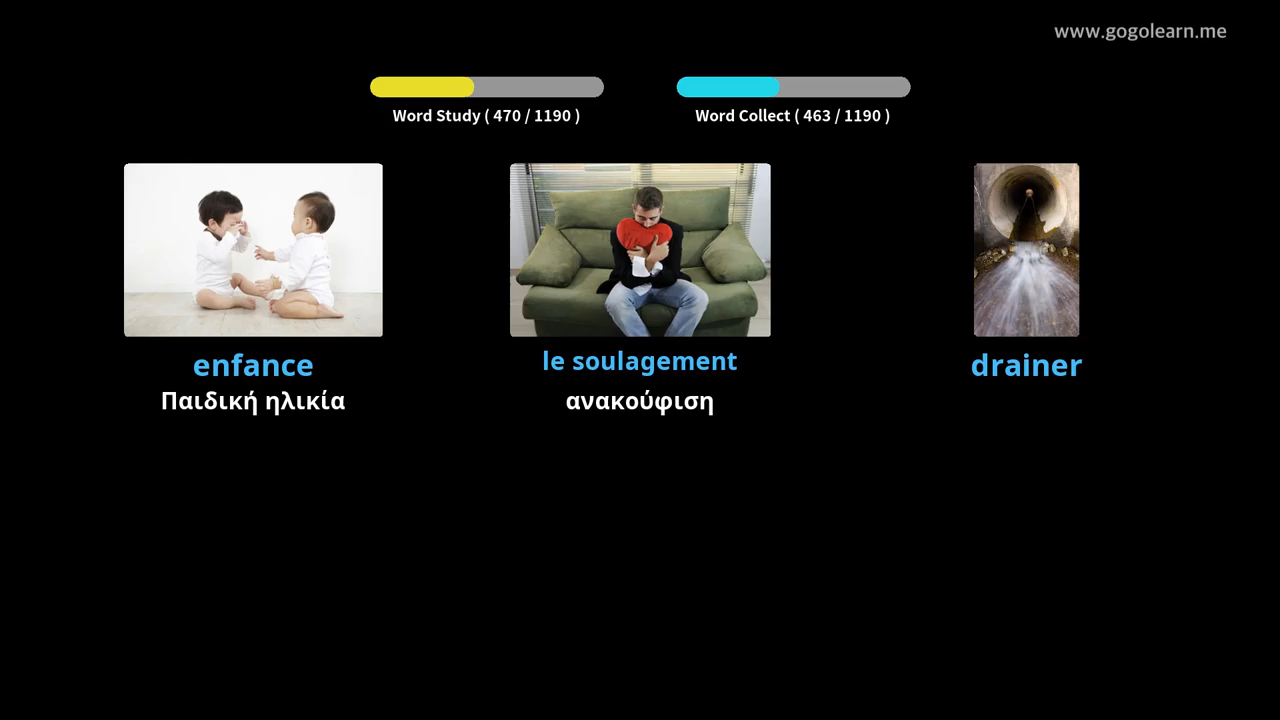 www.gogolearn.me
Word Study ( 470 / 1190 )
Word Collect ( 463 / 1190 )
enfance
Παιδική ηλικία
le soulagement
ανακούφιση
drainer